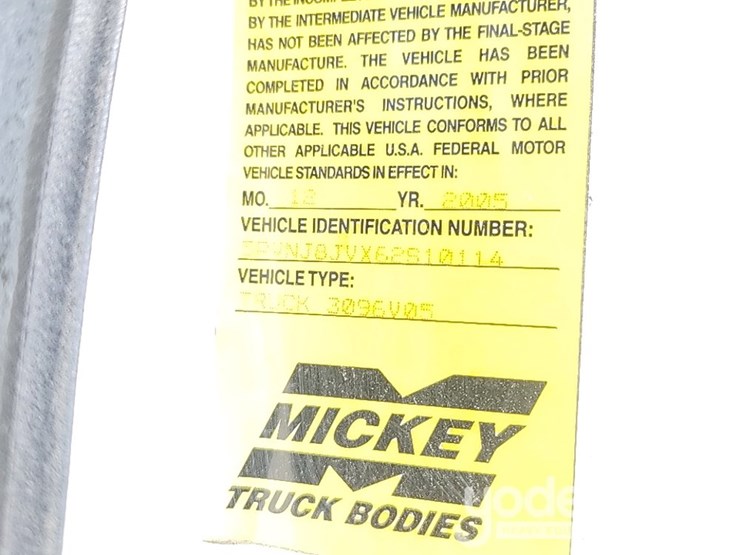 BY THE INTERMEDIATE VEHICLE MANUFACTURER,
HAS NOT BEEN AFFECTED BY THE FINAL-STAGE
MANUFACTURE. THE VEHICLE HAS BEEN
COMPLETED IN ACCORDANCE WITH PRIOR
MANUFACTURER'S INSTRUCTIONS, WHERE
APPLICABLE. THIS VEHICLE CONFORMS TO ALL
OTHER APPLICABLE U.S.A. FEDERAL MOTOR
VEHICLE STANDARDS IN EFFECT IN:
MO. 12 YR. 2005
VEHICLE IDENTIFICATION NUMBER:
VEHICLE TYPE:
TRUCK 3096V05
MICKEY
TRUCK BODIES